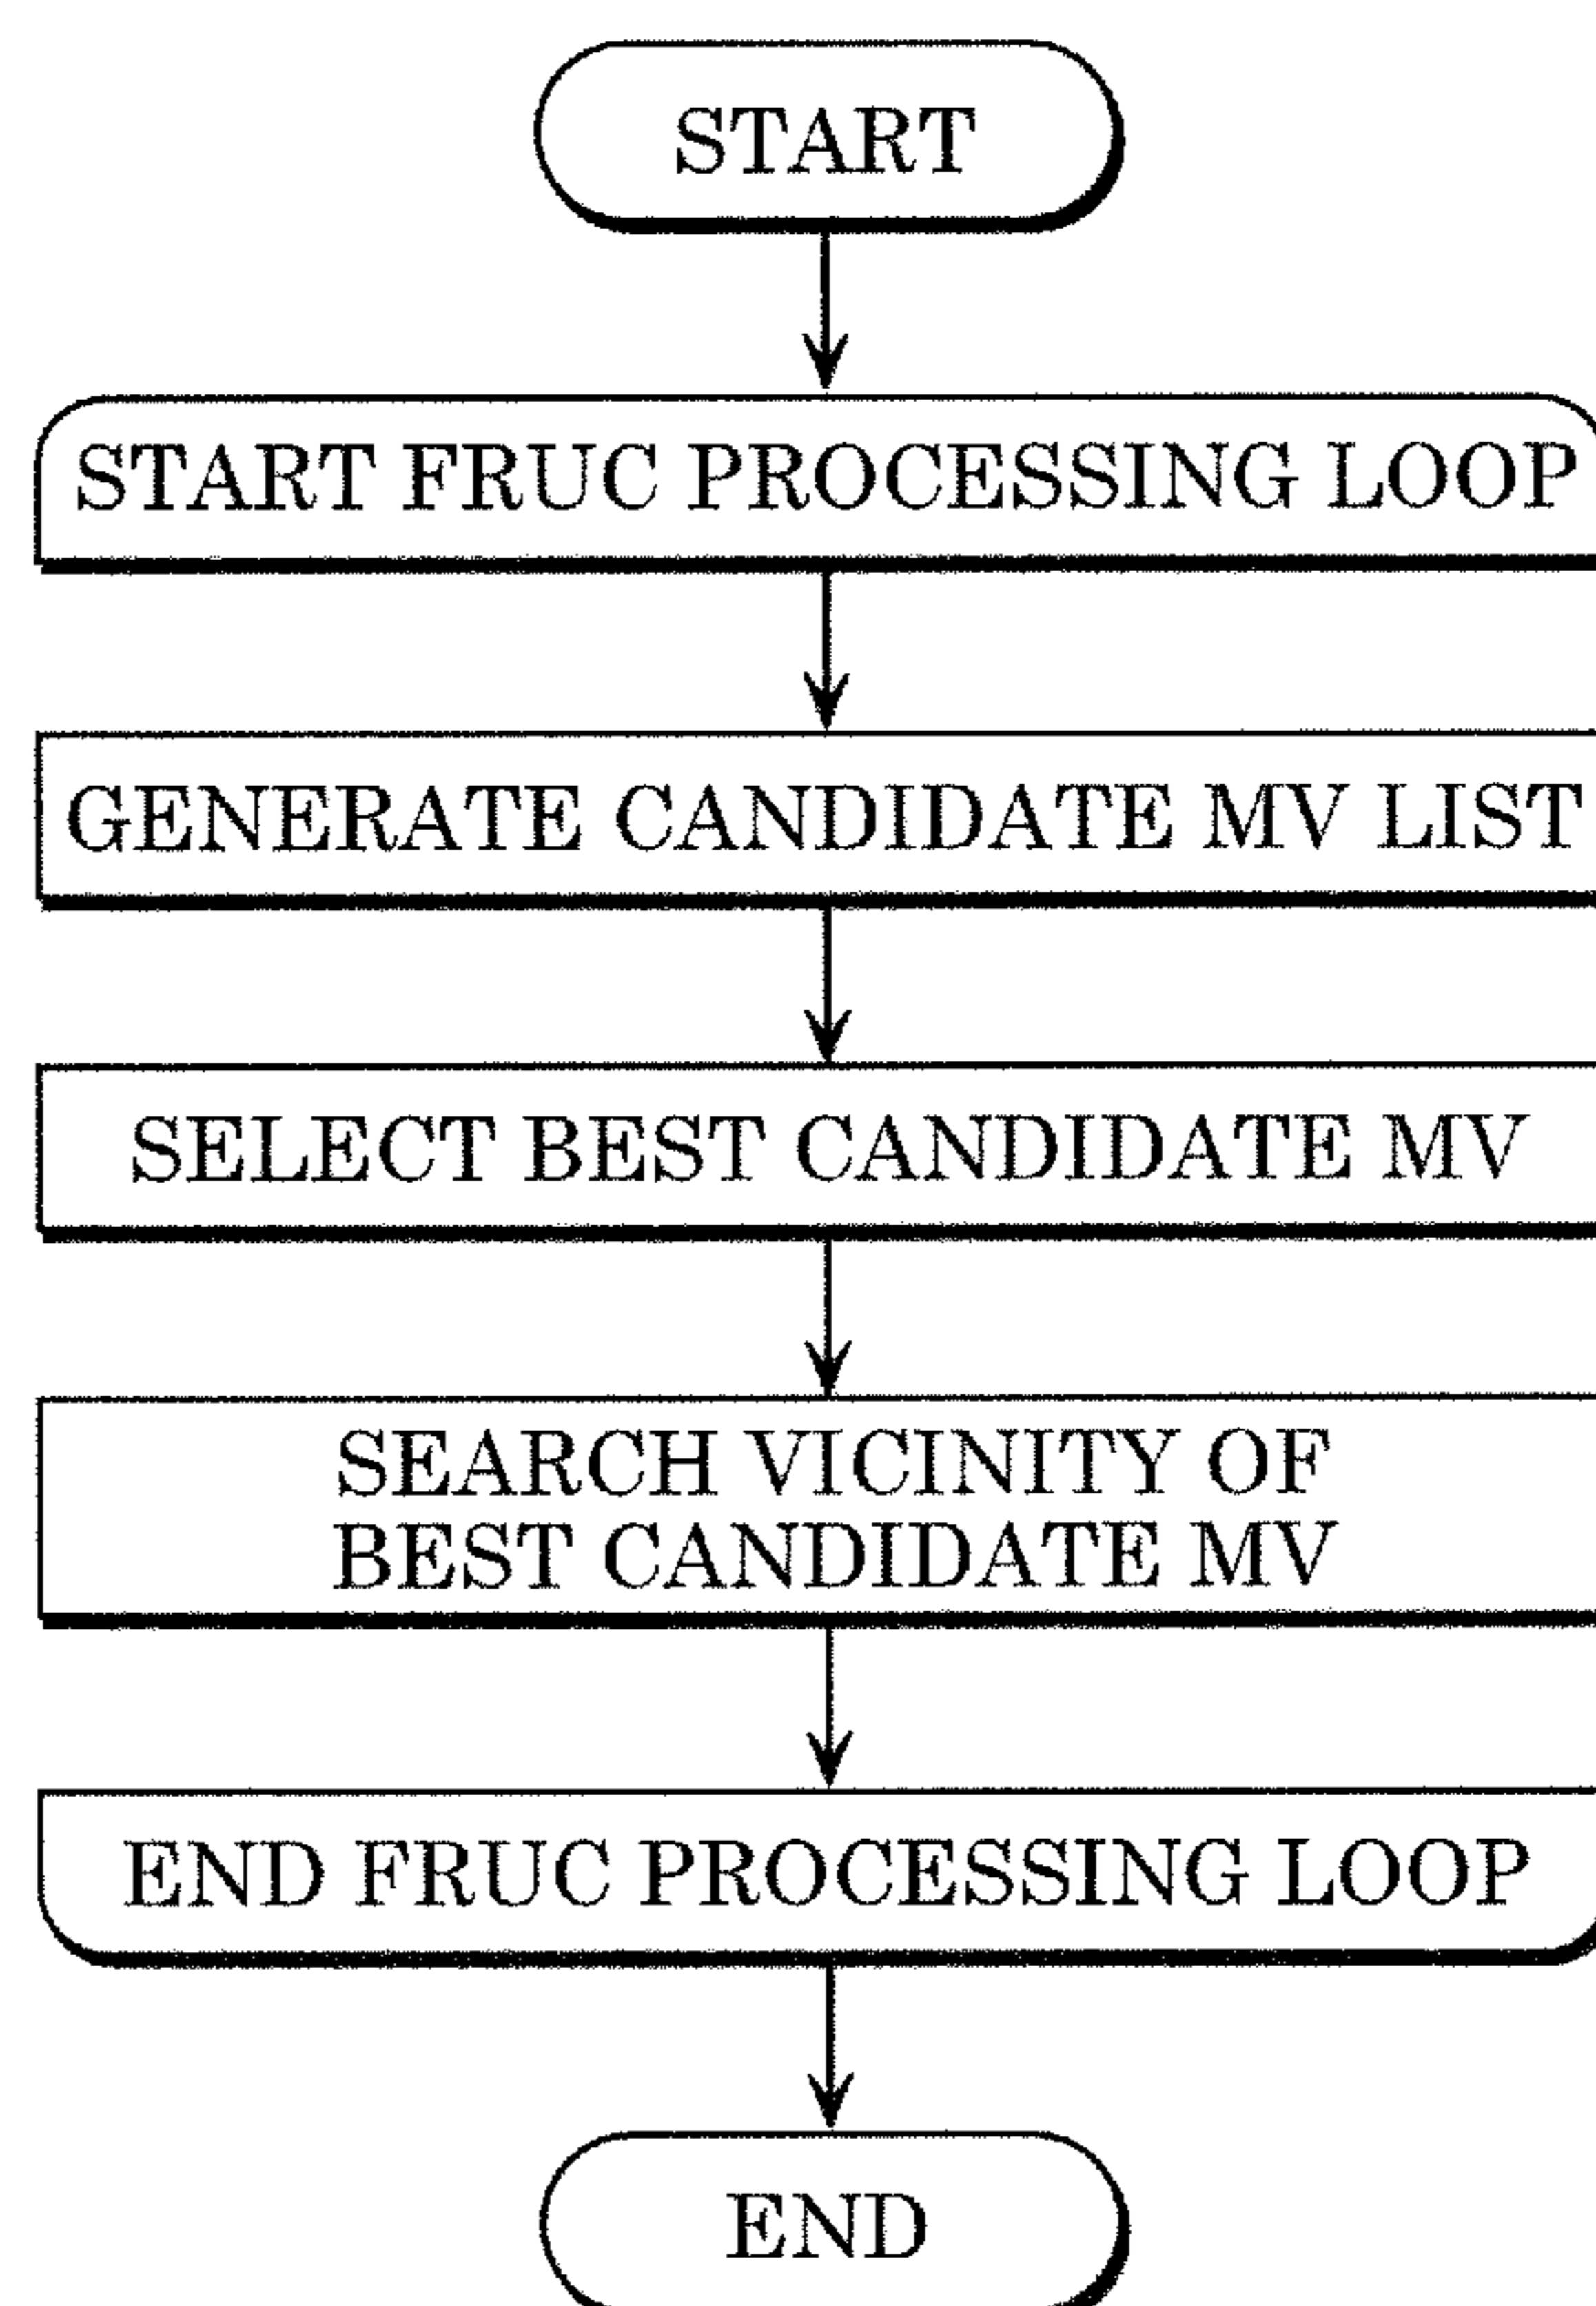 START
START FRUC PROCESSING LOOP
GENERATE CANDIDATE MV LIST
SELECT BEST CANDIDATE MV
SEARCH VICINITY OF
BEST CANDIDATE MV
END FRUC PROCESSING LOOP
END